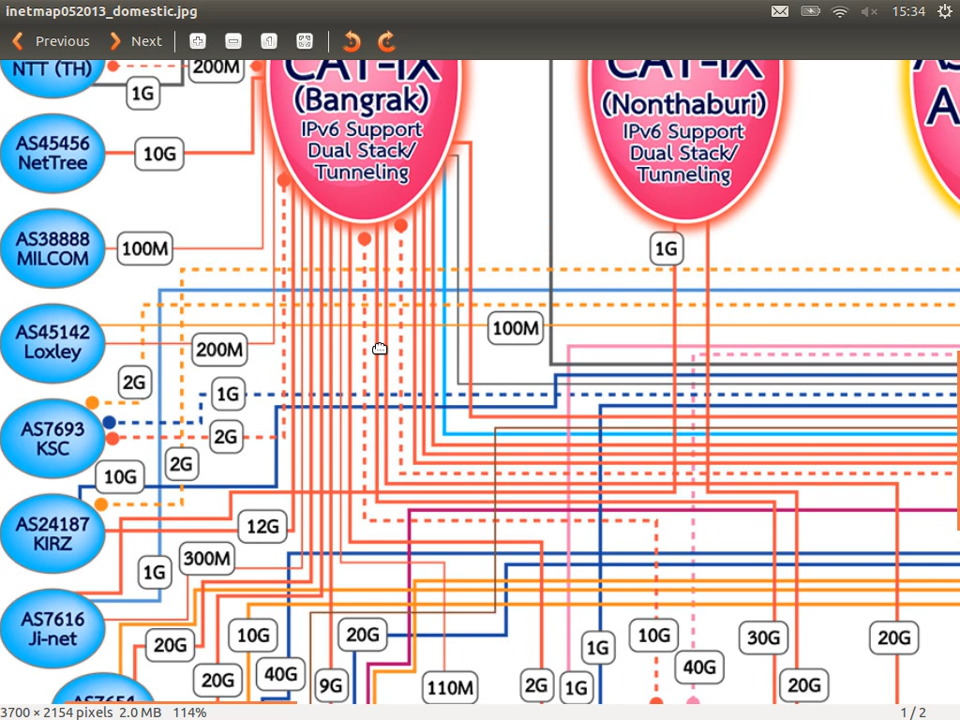 inetmap052013_domestic.jpg
15:34
Previous
Next
NTT (TH)
200M
1G
CAT-IX
(Bangrak)
IPv6 Support
Dual Stack/
Tunneling
CAT-IX
(Nonthaburi)
IPv6 Support
Dual Stack/
Tunneling
AS45456
NetTree
10G
AS38888
MILCOM
100M
1G
AS45142
Loxley
200M
100M
2G
1G
AS7693
KSC
2G
2G
10G
AS24187
KIRZ
12G
300M
1G
AS7616
Ji-net
20G
10G
20G
1G
10G
30G
20G
20G
40G
9G
110M
2G
1G
40G
20G
AS7654
3700 × 2154 pixels 2.0 MB 114%
1 / 2